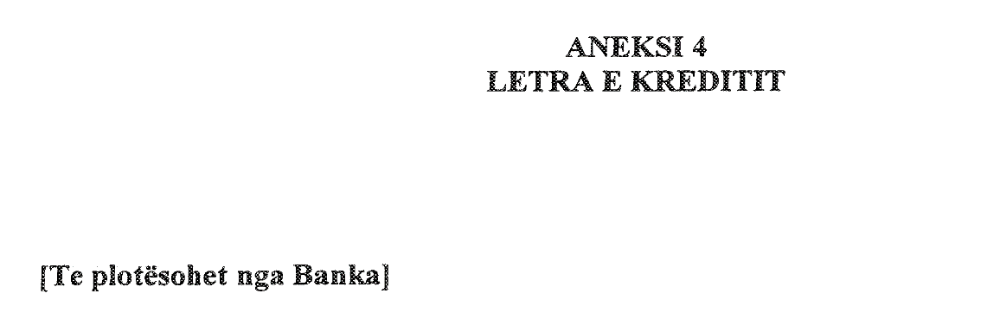 ANEKSI 4
LETRA E KREDITIT
[Te plotësohet nga Banka]